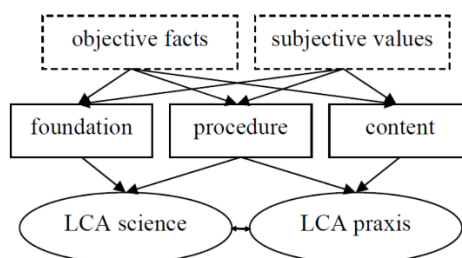 objective facts
subjective values
foundation
procedure
content
LCA science
LCA praxis